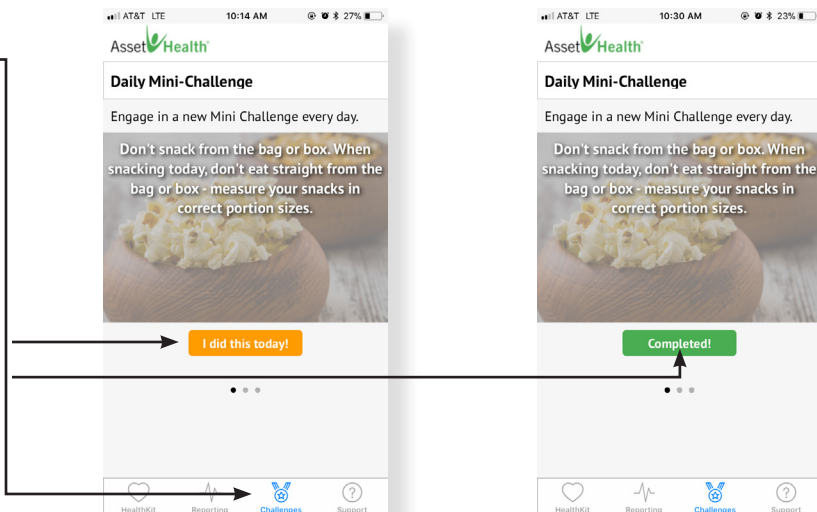 AT&T LTE 10:14 AM 27%
Asset Health
Daily Mini-Challenge
Engage in a new Mini Challenge every day.
Don't snack from the bag or box. When
snacking today, don't eat straight from the
bag or box - measure your snacks in
correct portion sizes.
I did this today!
HealthKit Reporting Challenges Support
AT&T LTE 10:30 AM 23%
Asset Health
Daily Mini-Challenge
Engage in a new Mini Challenge every day.
Don't snack from the bag or box. When
snacking today, don't eat straight from the
bag or box - measure your snacks in
correct portion sizes.
Completed!
HealthKit Reporting Challenges Support